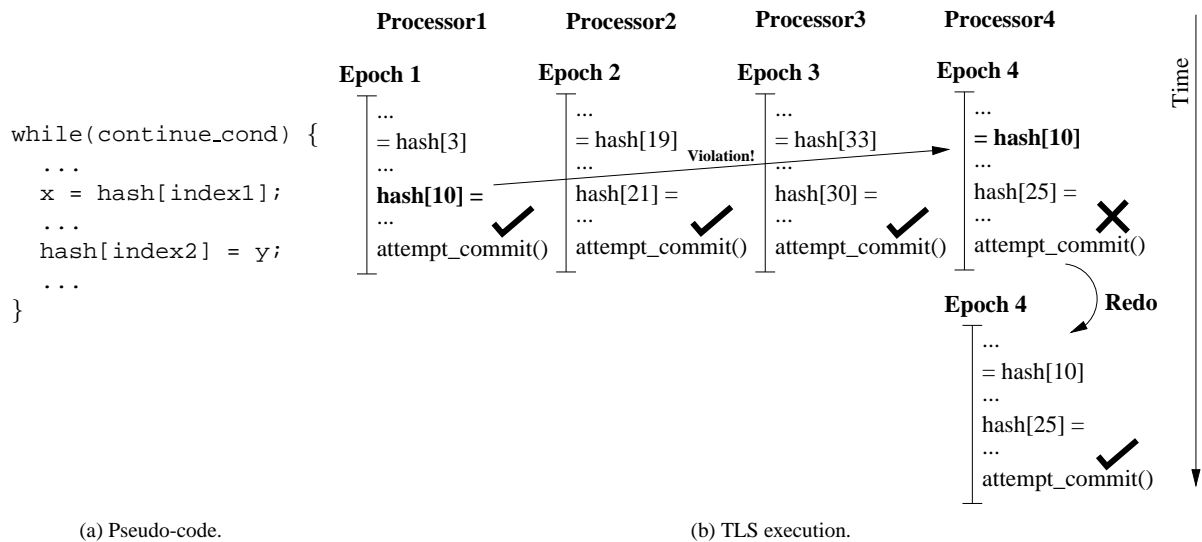 Processor1
Processor2
Processor3
Processor4
Time
while(continue_cond) {
...
x = hash[index1];
...
hash[index2] = y;
...
}
Epoch 1
...
= hash[3]
...
hash[10] =
...
attempt_commit()
Epoch 2
...
= hash[19]
...
hash[21] =
...
attempt_commit()
Violation!
Epoch 3
...
= hash[33]
...
hash[30] =
...
attempt_commit()
Epoch 4
...
= hash[10]
...
hash[25] =
...
attempt_commit()
Redo
Epoch 4
...
= hash[10]
...
hash[25] =
...
attempt_commit()
(a) Pseudo-code.
(b) TLS execution.